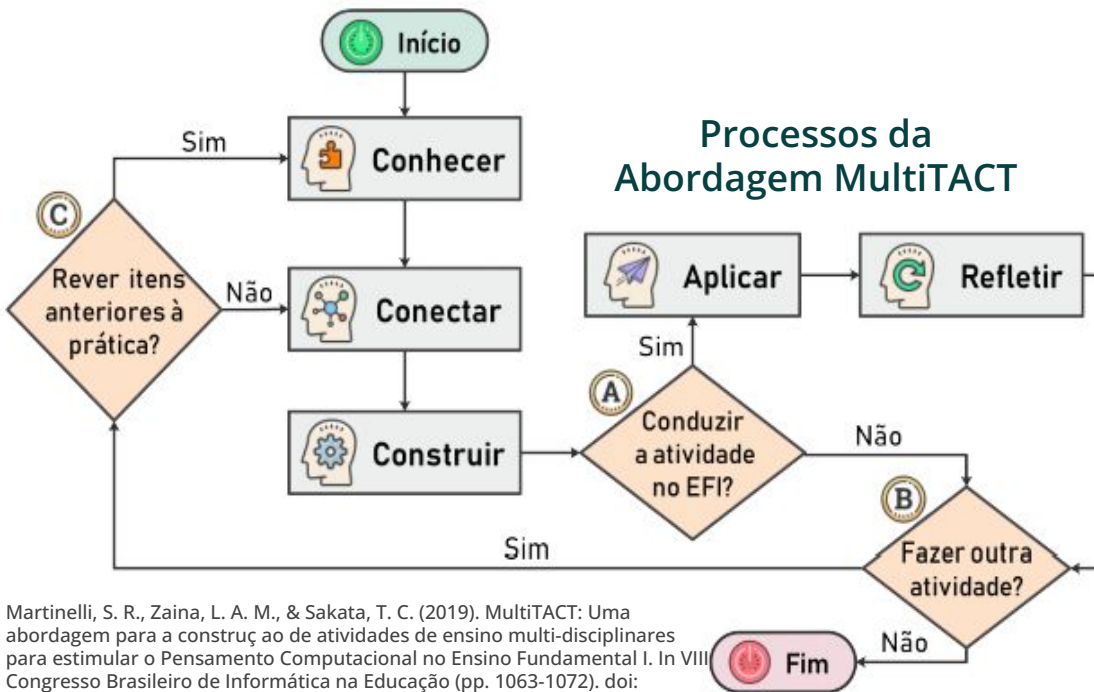 Início
Processos da
Abordagem MultiTACT
Sim
Conhecer
C
Rever itens
anteriores à
prática?
Não
Conectar
Aplicar
Refletir
Sim
A
Conduzir
a atividade
no EFI?
Construir
Não
B
Fazer outra
atividade?
Sim
Não
Fim
Martinelli, S. R., Zaina, L. A. M., & Sakata, T. C. (2019). MultiTACT: Uma
abordagem para a construç ao de atividades de ensino multi-disciplinares
para estimular o Pensamento Computacional no Ensino Fundamental I. In VIII
Congresso Brasileiro de Informática na Educação (pp. 1063-1072). doi: